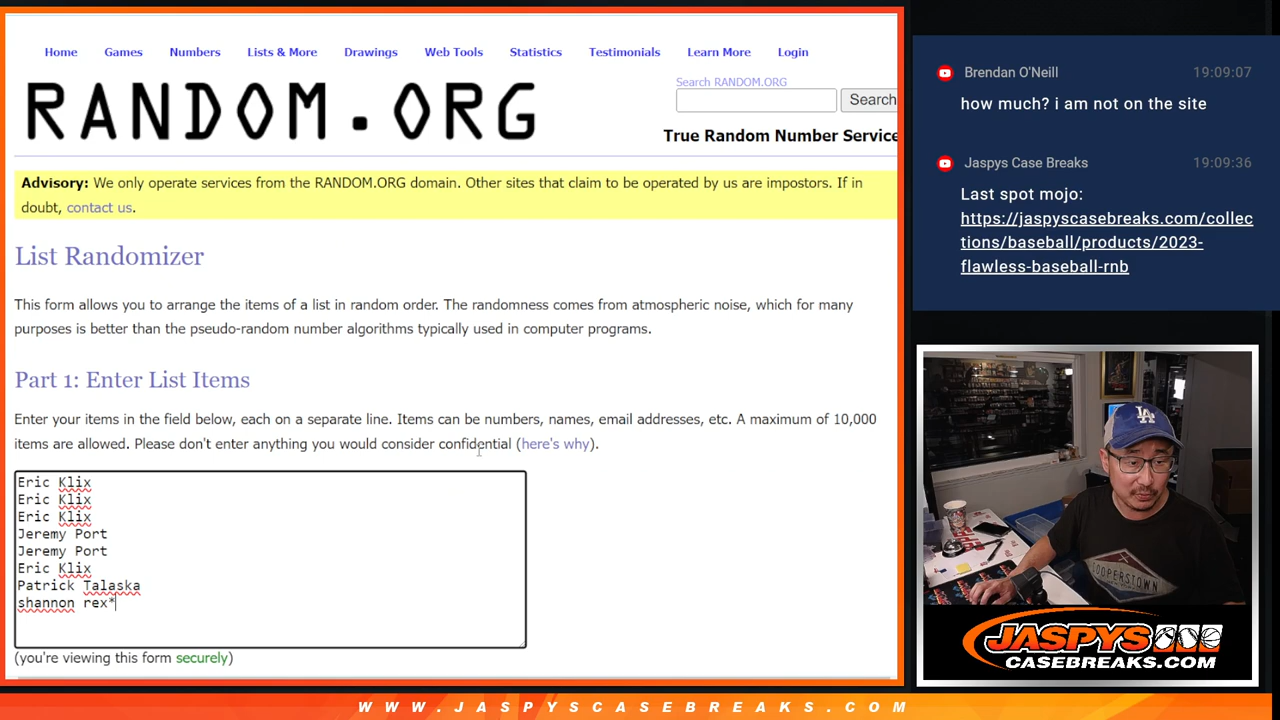 Home Games Numbers Lists & More Drawings Web Tools Statistics Testimonials Learn More Login
RANDOM.ORG
Search RANDOM.ORG
Search
True Random Number Service
Advisory: We only operate services from the RANDOM.ORG domain. Other sites that claim to be operated by us are impostors. If in
doubt, contact us.
List Randomizer
This form allows you to arrange the items of a list in random order. The randomness comes from atmospheric noise, which for many
purposes is better than the pseudo-random number algorithms typically used in computer programs.
Part 1: Enter List Items
Enter your items in the field below, each on a separate line. Items can be numbers, names, email addresses, etc. A maximum of 10,000
items are allowed. Please don't enter anything you would consider confidential (here's why).
Eric Klix
Eric Klix
Eric Klix
Jeremy Port
Jeremy Port
Eric Klix
Patrick Talaska
shannon rex*
(you're viewing this form securely)
Brendan O'Neill 19:09:07
how much? i am not on the site
Jaspys Case Breaks 19:09:36
Last spot mojo:
https://jaspyscasebreaks.com/collec
tions/baseball/products/2023-
flawless-baseball-rnb
LA
COOPERSTOWN
JASPYS
CASEBREAKS.COM
WWW.JASPYSCASEBREAKS.COM